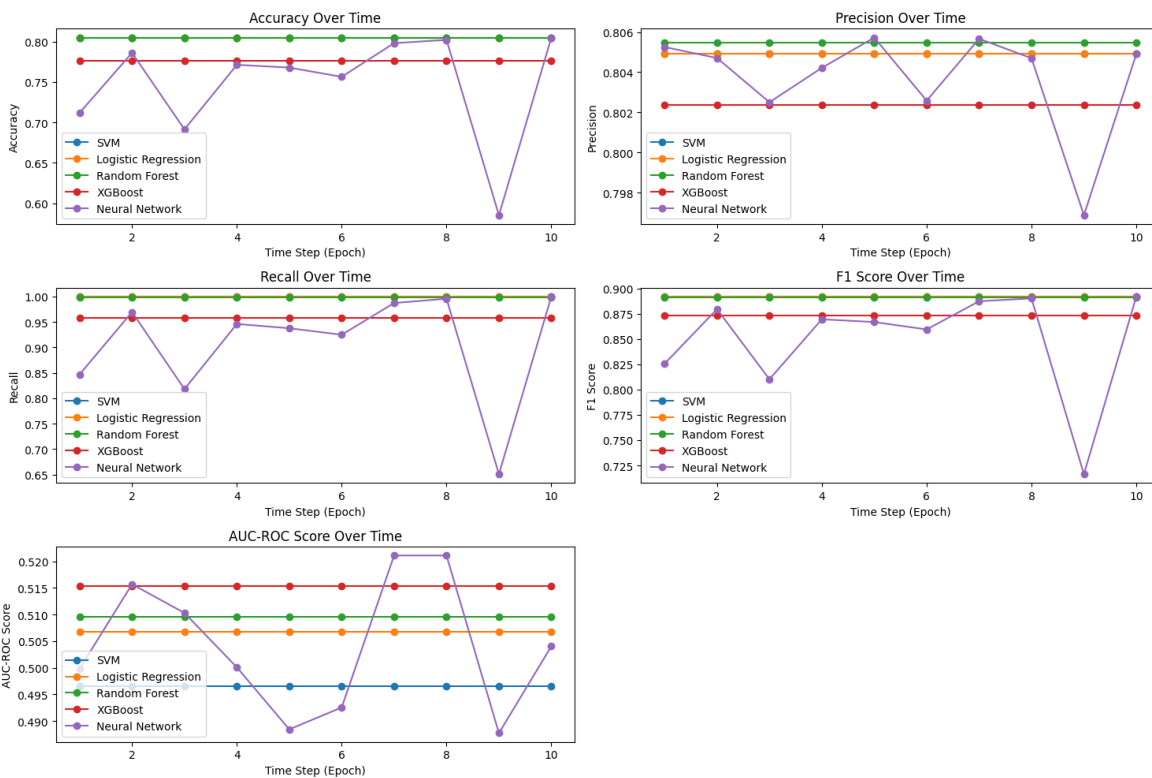 Accuracy Over Time
Accuracy
0.80
0.75
0.70
0.65
0.60
SVM
Logistic Regression
Random Forest
XGBoost
Neural Network
2 4 6 8 10
Time Step (Epoch)
Precision Over Time
Precision
0.806
0.804
0.802
0.800
0.798
SVM
Logistic Regression
Random Forest
XGBoost
Neural Network
2 4 6 8 10
Time Step (Epoch)
Recall Over Time
Recall
1.00
0.95
0.90
0.85
0.80
0.75
0.70
0.65
SVM
Logistic Regression
Random Forest
XGBoost
Neural Network
2 4 6 8 10
Time Step (Epoch)
F1 Score Over Time
F1 Score
0.900
0.875
0.850
0.825
0.800
0.775
0.750
0.725
SVM
Logistic Regression
Random Forest
XGBoost
Neural Network
2 4 6 8 10
Time Step (Epoch)
AUC-ROC Score Over Time
AUC-ROC Score
0.520
0.515
0.510
0.505
0.500
0.495
0.490
SVM
Logistic Regression
Random Forest
XGBoost
Neural Network
2 4 6 8 10
Time Step (Epoch)